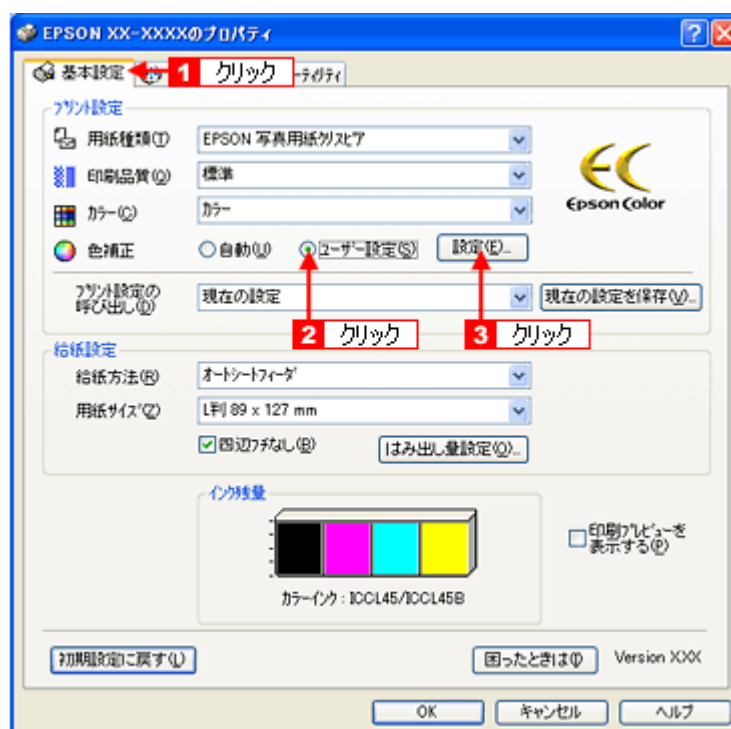 EPSON XX-XXXXのプロパティ
基本設定 1 クリック ーティリティ
プリント設定
用紙種類(T) EPSON 写真用紙クリスピア
印刷品質(Q) 標準
カラー(C) カラー
Epson Color
色補正 自動(U) ユーザー設定(S) 設定(E)...
プリント設定の
呼び出し(D) 現在の設定 現在の設定を保存(V)...
2 クリック 3 クリック
給紙設定
給紙方法(R) オートシートフィーダ
用紙サイズ(Z) L判 89 x 127 mm
四辺フチなし(B) はみ出し量設定(O)...
インク残量
印刷プレビューを
表示する(P)
カラーインク : ICCL45/ICCL45B
初期設定に戻す(L) 困ったときは(I) Version X.XX
OK キャンセル ヘルプ